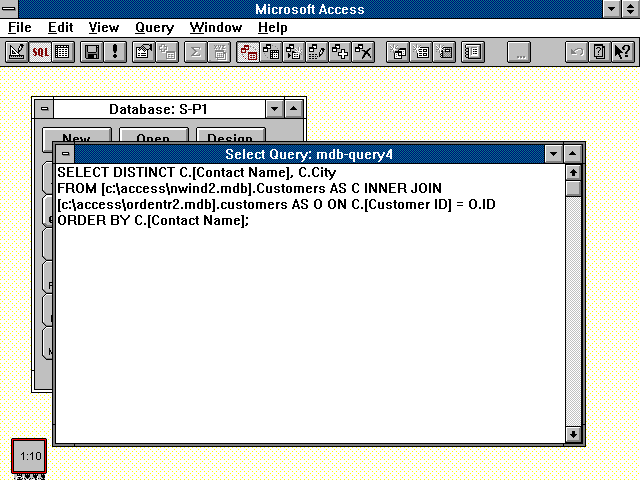 Microsoft Access
File Edit View Query Window Help
SQL
Database: S-P1
New Open Design
Select Query: mdb-query4
SELECT DISTINCT C.[Contact Name], C.City
FROM [c:\access\nwind2.mdb].Customers AS C INNER JOIN
[c:\access\ordentr2.mdb].customers AS O ON C.[Customer ID] = O.ID
ORDER BY C.[Contact Name];
1:10